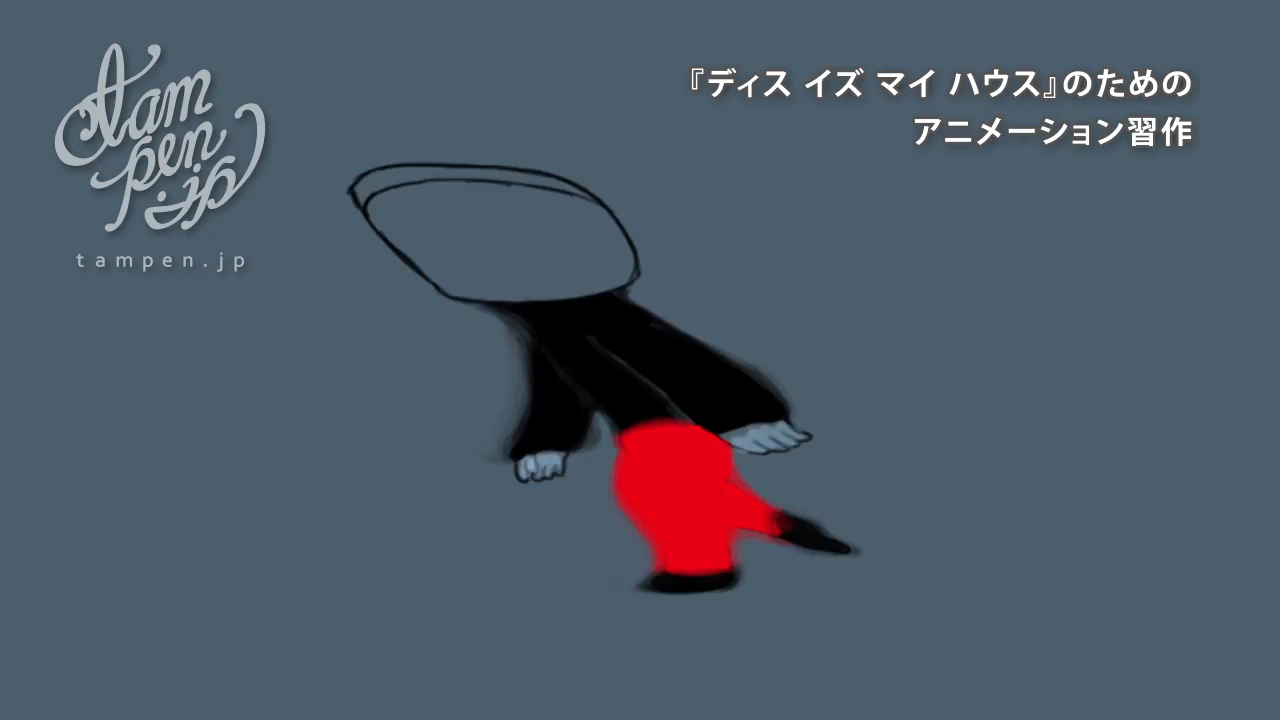 tam
pen
.jp
tampen.jp
『ディス イズ マイ ハウス』のための
アニメーション習作